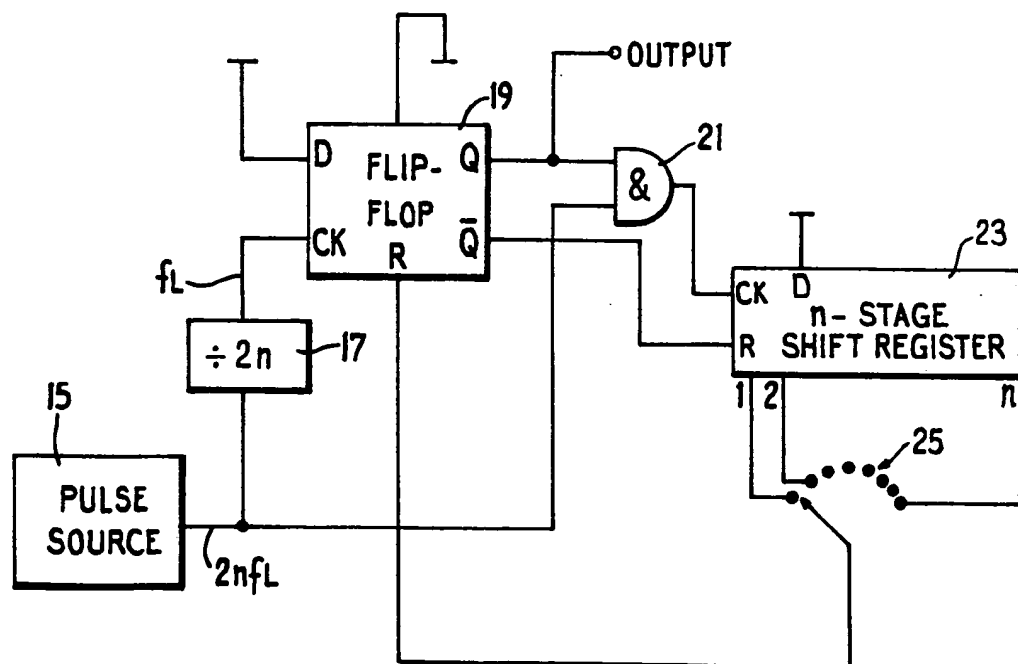 OUTPUT
19
21
D
FLIP-
FLOP
Q
&
CK
Q̅
R
23
fL
CK
D
n- STAGE
SHIFT REGISTER
R
÷ 2n
17
1
2
n
15
25
PULSE
SOURCE
2nfL